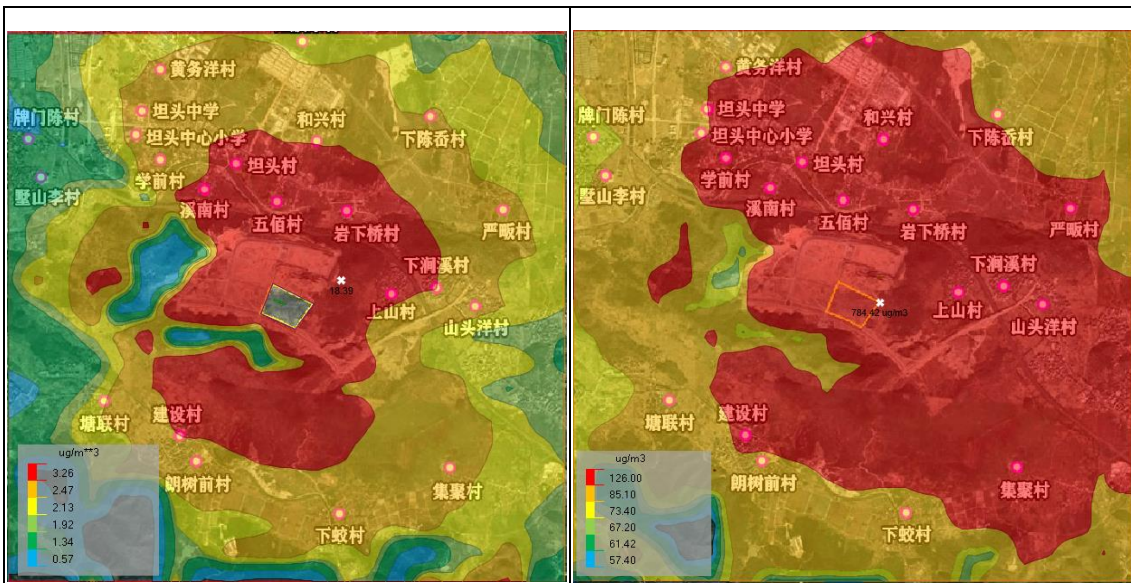 黄务洋村
坦头中学
牌门陈村
坦头中心小学
和兴村
下陈岙村
学前村
坦头村
墅山李村
溪南村
五佰村
岩下桥村
严畈村
下涧溪村
18.39
上山村
山头洋村
塘联村
建设村
朗树前村
集聚村
下蛟村
ug/m**3
3.26
2.47
2.13
1.92
1.34
0.57
黄务洋村
坦头中学
牌门陈村
坦头中心小学
和兴村
下陈岙村
学前村
坦头村
墅山李村
溪南村
五佰村
岩下桥村
严畈村
下涧溪村
784.42 ug/m3
上山村
山头洋村
塘联村
建设村
朗树前村
集聚村
下蛟村
ug/m3
126.00
85.10
73.40
67.20
61.42
57.40